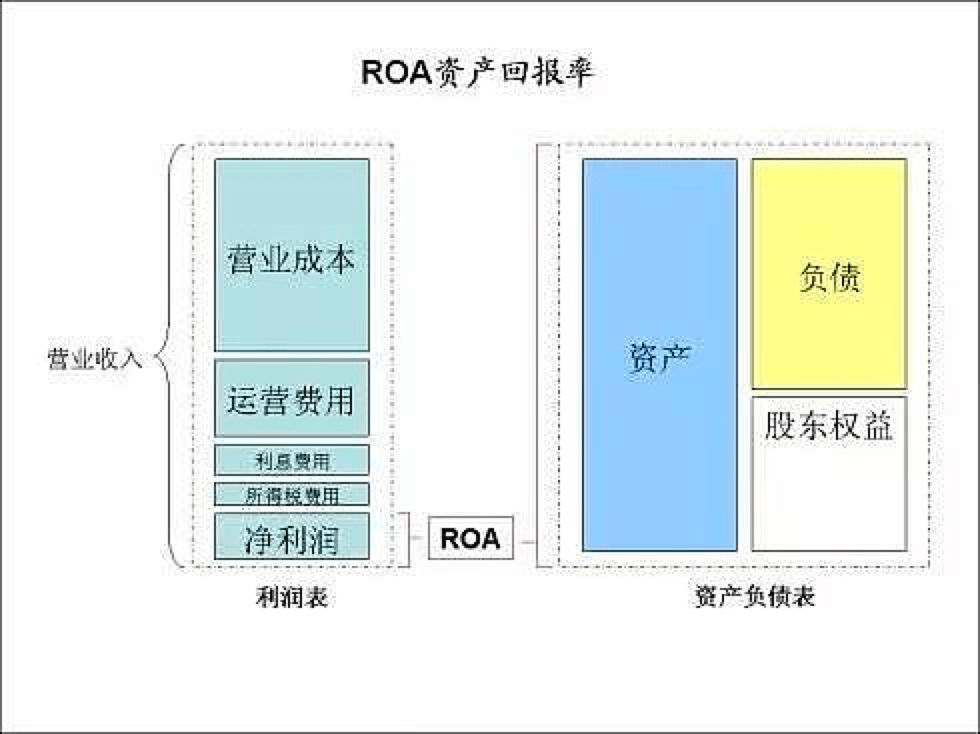 ROA资产回报率
营业收入
营业成本
运营费用
利息费用
所得税费用
净利润
利润表
ROA
资产
负债
股东权益
资产负债表